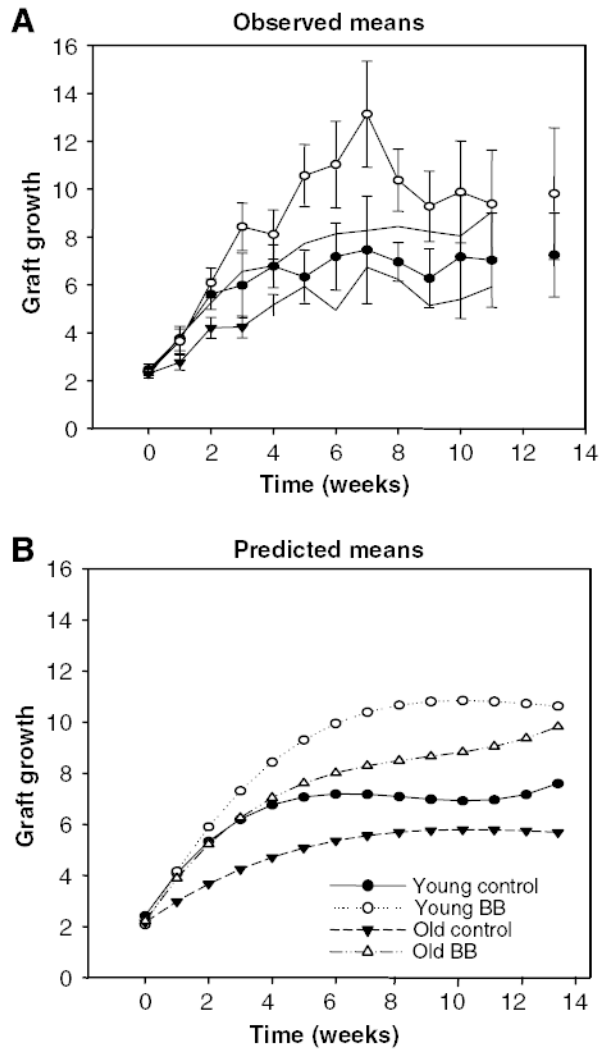 A
Observed means
16
14
12
10
8
6
4
2
0
Graft growth
0 2 4 6 8 10 12 14
Time (weeks)
B
Predicted means
16
14
12
10
8
6
4
2
0
Graft growth
Young control
Young BB
Old control
Old BB
0 2 4 6 8 10 12 14
Time (weeks)